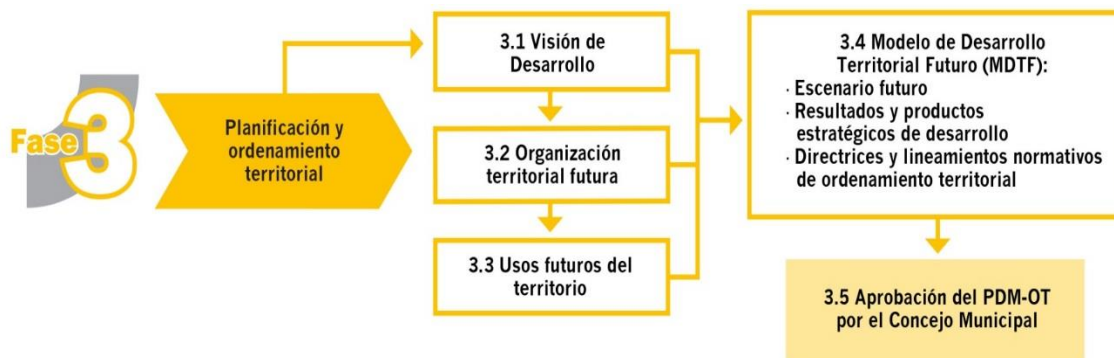 Fase 3
Planificación y
ordenamiento
territorial
3.1 Visión de
Desarrollo
3.2 Organización
territorial futura
3.3 Usos futuros del
territorio
3.4 Modelo de Desarrollo
Territorial Futuro (MDTF):
· Escenario futuro
· Resultados y productos
estratégicos de desarrollo
· Directrices y lineamientos normativos
de ordenamiento territorial
3.5 Aprobación del PDM-OT
por el Concejo Municipal